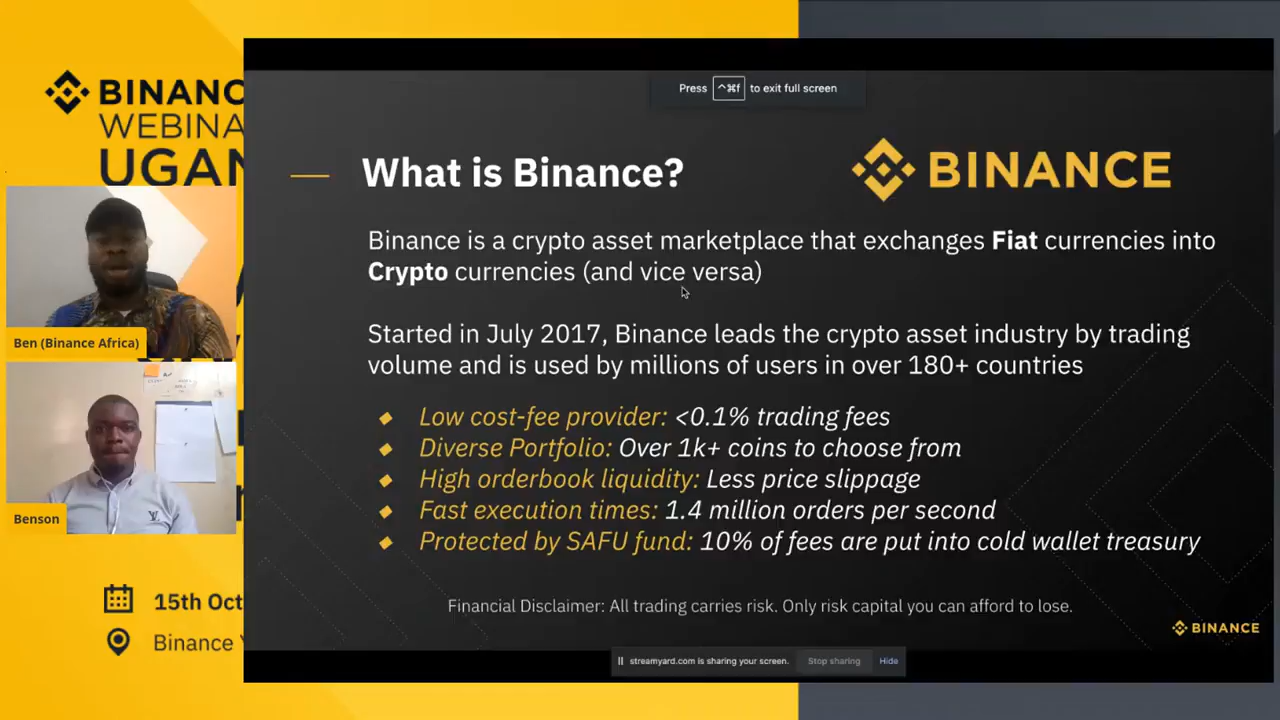 BINANC
WEBINA
UGAN
Ben (Binance Africa)
Benson
15th Oct
Binance
Press ^⌘f to exit full screen
What is Binance?
BINANCE
Binance is a crypto asset marketplace that exchanges Fiat currencies into
Crypto currencies (and vice versa)
Started in July 2017, Binance leads the crypto asset industry by trading
volume and is used by millions of users in over 180+ countries
Low cost-fee provider: <0.1% trading fees
Diverse Portfolio: Over 1k+ coins to choose from
High orderbook liquidity: Less price slippage
Fast execution times: 1.4 million orders per second
Protected by SAFU fund: 10% of fees are put into cold wallet treasury
Financial Disclaimer: All trading carries risk. Only risk capital you can afford to lose.
BINANCE
streamyard.com is sharing your screen. Stop sharing Hide